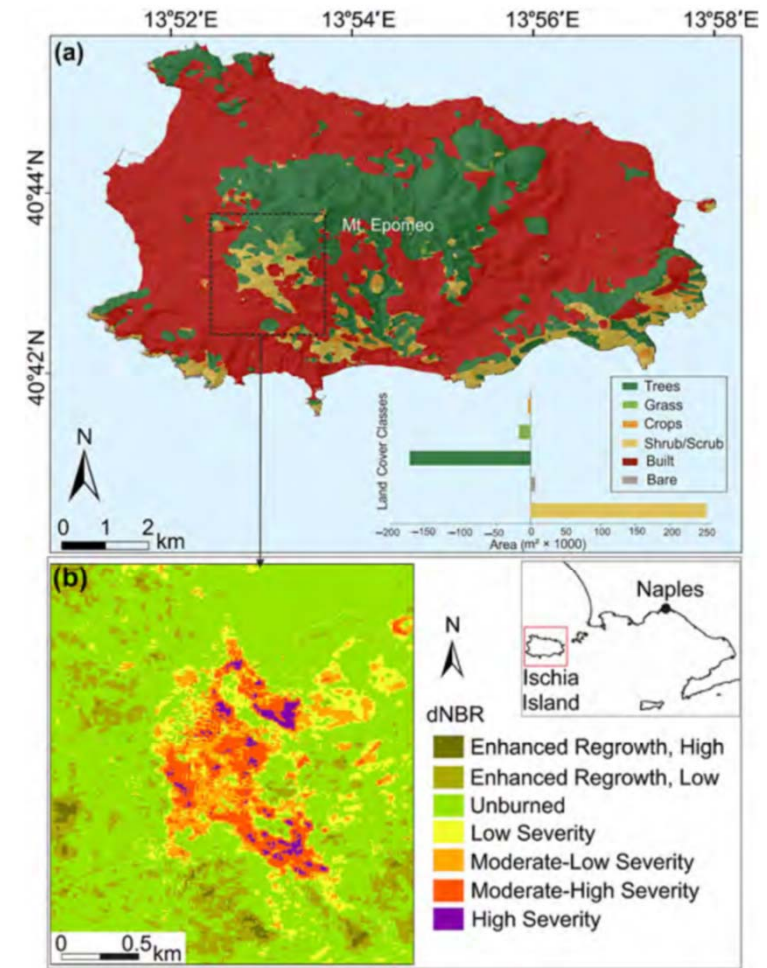 13°52'E 13°54'E 13°56'E 13°58'E
(a)
40°44'N
Mt. Epomeo
40°42'N
N
0 1 2
km
Land Cover Classes
Trees
Grass
Crops
Shrub/Scrub
Built
Bare
−200 −150 −100 −50 0 50 100 150 200 250
Area (m² × 1000)
(b)
0 0.5
km
N
Naples
Ischia
Island
dNBR
Enhanced Regrowth, High
Enhanced Regrowth, Low
Unburned
Low Severity
Moderate-Low Severity
Moderate-High Severity
High Severity